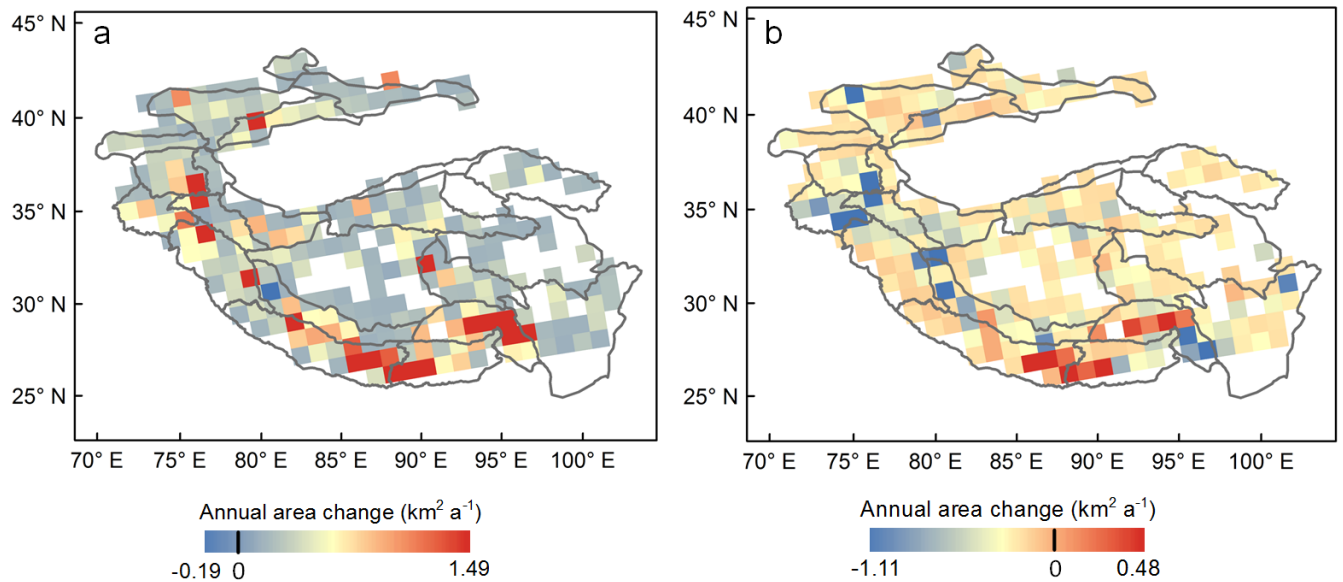 a
45° N
40° N
35° N
30° N
25° N
70° E 75° E 80° E 85° E 90° E 95° E 100° E
Annual area change (km² a⁻¹)
-0.19 0 1.49
b
45° N
40° N
35° N
30° N
25° N
70° E 75° E 80° E 85° E 90° E 95° E 100° E
Annual area change (km² a⁻¹)
-1.11 0 0.48